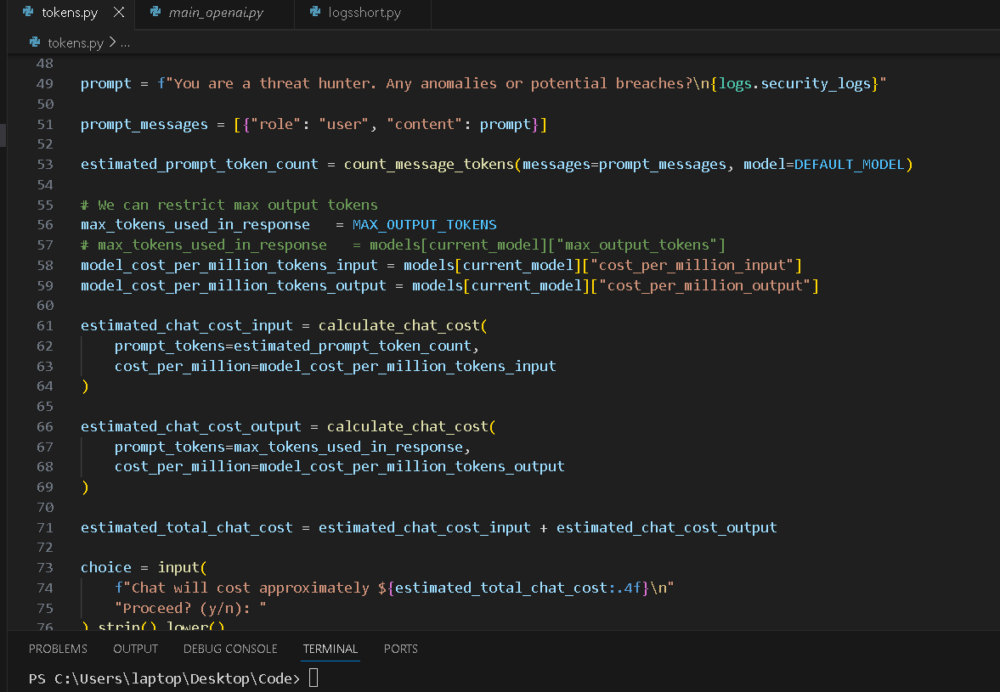 tokens.py
main_openai.py
logsshort.py
tokens.py > ...
48
49 prompt = f"You are a threat hunter. Any anomalies or potential breaches?\n{logs.security_logs}"
50
51 prompt_messages = [{"role": "user", "content": prompt}]
52
53 estimated_prompt_token_count = count_message_tokens(messages=prompt_messages, model=DEFAULT_MODEL)
54
55 # We can restrict max output tokens
56 max_tokens_used_in_response   = MAX_OUTPUT_TOKENS
57 # max_tokens_used_in_response   = models[current_model]["max_output_tokens"]
58 model_cost_per_million_tokens_input = models[current_model]["cost_per_million_input"]
59 model_cost_per_million_tokens_output = models[current_model]["cost_per_million_output"]
60
61 estimated_chat_cost_input = calculate_chat_cost(
62     prompt_tokens=estimated_prompt_token_count,
63     cost_per_million=model_cost_per_million_tokens_input
64 )
65
66 estimated_chat_cost_output = calculate_chat_cost(
67     prompt_tokens=max_tokens_used_in_response,
68     cost_per_million=model_cost_per_million_tokens_output
69 )
70
71 estimated_total_chat_cost = estimated_chat_cost_input + estimated_chat_cost_output
72
73 choice = input(
74     f"Chat will cost approximately ${estimated_total_chat_cost:.4f}\n"
75     "Proceed? (y/n): "
76 ).strip().lower()
PROBLEMS OUTPUT DEBUG CONSOLE TERMINAL PORTS
PS C:\Users\laptop\Desktop\Code>